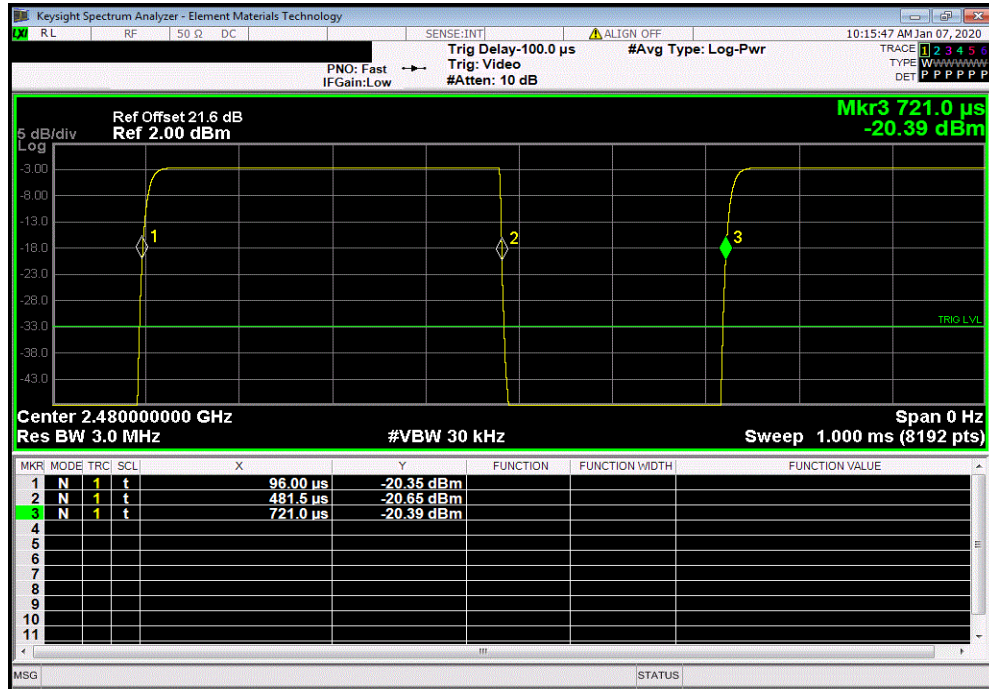 Keysight Spectrum Analyzer - Element Materials Technology
LXI RL RF 50 Ω DC SENSE:INT ALIGN OFF 10:15:47 AM Jan 07, 2020
Trig Delay-100.0 µs #Avg Type: Log-Pwr TRACE 1 2 3 4 5 6
PNO: Fast Trig: Video TYPE WWWWWW
IFGain:Low #Atten: 10 dB DET P P P P P P
Mkr3 721.0 µs
-20.39 dBm
Ref Offset 21.6 dB
5 dB/div Ref 2.00 dBm
Log
-3.00
-8.00
1 2 3
-13.0
-18.0
-23.0
-28.0
-33.0
TRIG LVL
-38.0
-43.0
Center 2.480000000 GHz Span 0 Hz
Res BW 3.0 MHz #VBW 30 kHz Sweep 1.000 ms (8192 pts)
MKR MODE TRC SCL X Y FUNCTION FUNCTION WIDTH FUNCTION VALUE
1 N 1 t 96.00 µs -20.35 dBm
2 N 1 t 481.5 µs -20.65 dBm
3 N 1 t 721.0 µs -20.39 dBm
4
5
6
7
8
9
10
11
MSG STATUS